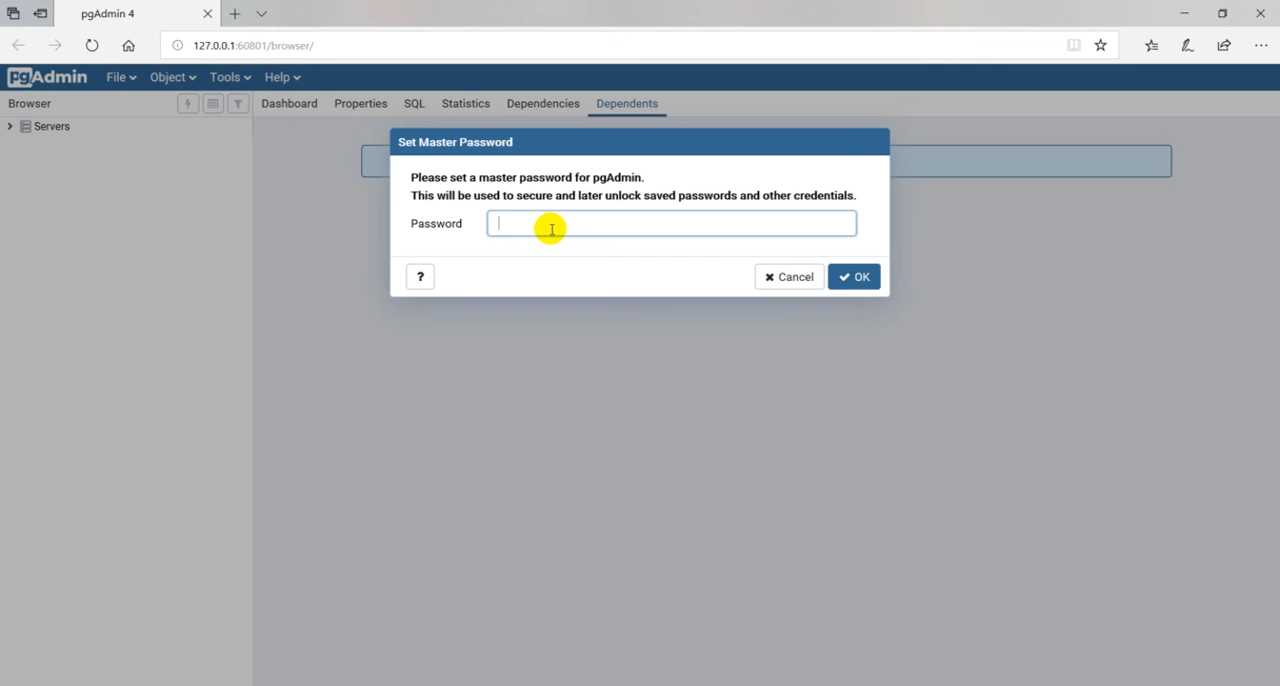 pgAdmin 4
127.0.0.1:60801/browser/
pgAdmin File Object Tools Help
Browser Dashboard Properties SQL Statistics Dependencies Dependents
Servers
Set Master Password
Please set a master password for pgAdmin.
This will be used to secure and later unlock saved passwords and other credentials.
Password
? Cancel OK